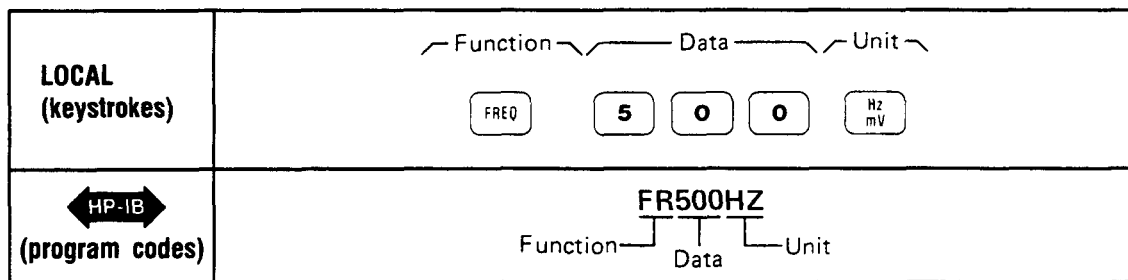 LOCAL
(keystrokes)
Function Data Unit
FREQ 5 0 0 Hz
mV
HP-IB
(program codes)
FR500HZ
Function Data Unit